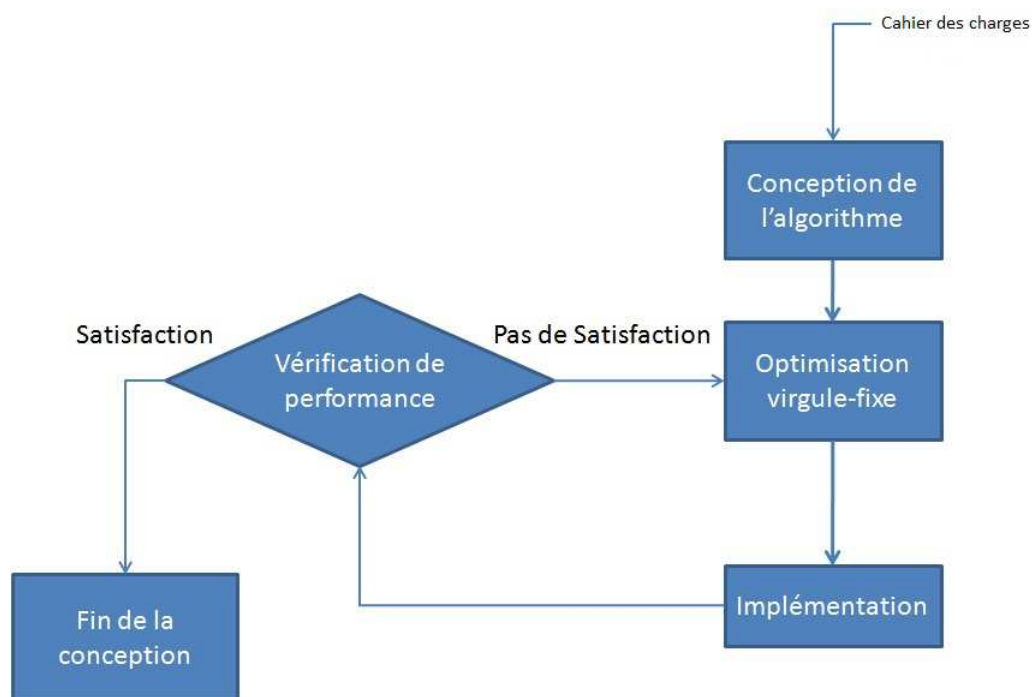 Cahier des charges
Conception de
l'algorithme
Satisfaction
Pas de Satisfaction
Vérification de
performance
Optimisation
virgule-fixe
Implémentation
Fin de la
conception